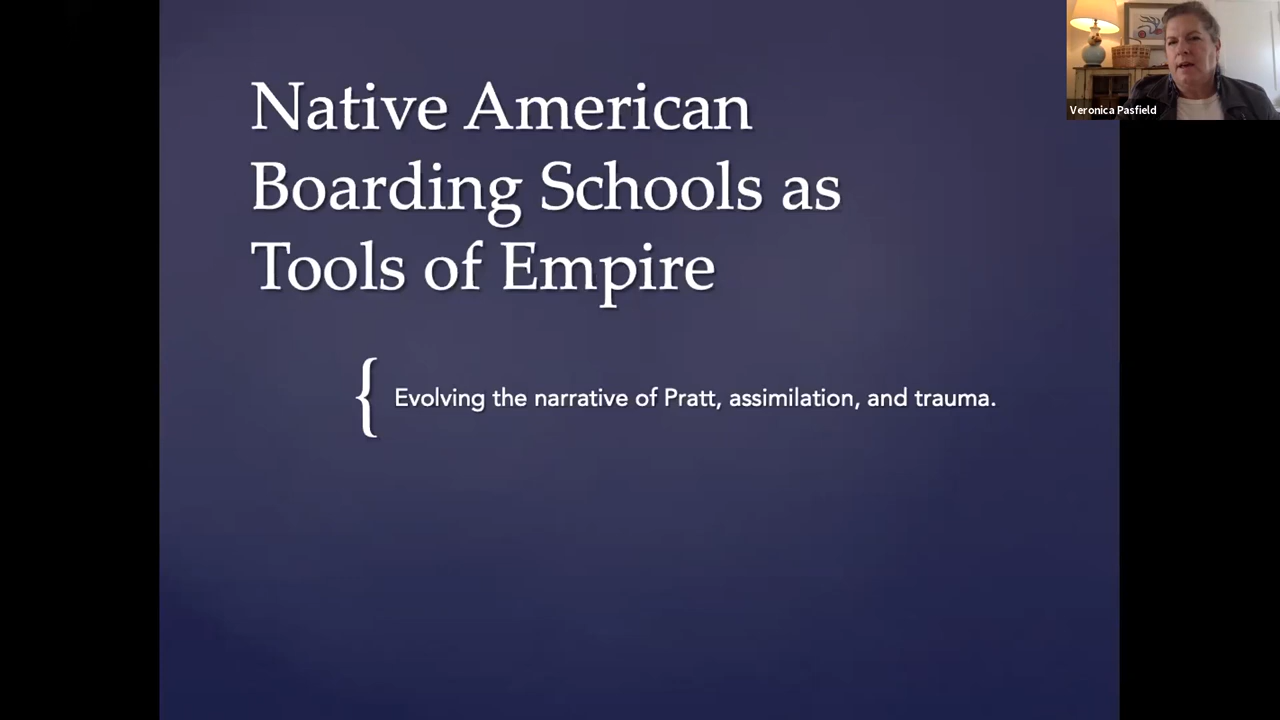 Native American
Boarding Schools as
Tools of Empire
{ Evolving the narrative of Pratt, assimilation, and trauma.
Veronica Pasfield